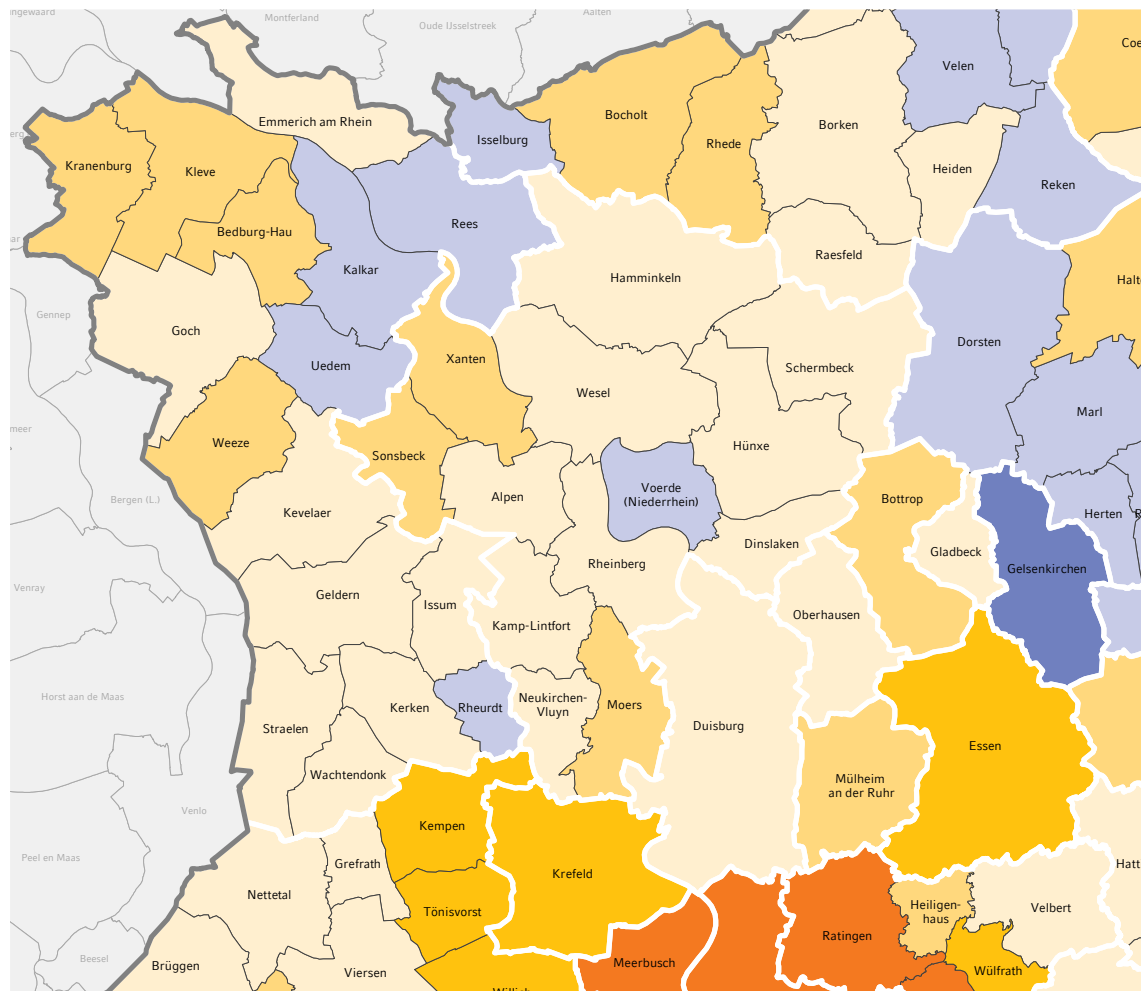 Montferland
Aalten
Oude IJsselstreek
Coe
Velen
Bocholt
Emmerich am Rhein
Borken
Isselburg
Rhede
Kranenburg
Kleve
Heiden
Reken
Rees
Bedburg-Hau
Raesfeld
Kalkar
Hamminkeln
Halt
Gennep
Goch
Dorsten
Xanten
Uedem
Schermbeck
Wesel
Marl
meer
Weeze
Hünxe
Sonsbeck
Voerde
(Niederrhein)
Alpen
Bottrop
Bergen (L.)
Kevelaer
Herten
Dinslaken
Gladbeck
Rheinberg
Gelsenkirchen
Venray
Geldern
Issum
Oberhausen
Kamp-Lintfort
Horst aan de Maas
Neukirchen-
Vluyn
Kerken
Rheurdt
Moers
Straelen
Duisburg
Essen
Wachtendonk
Mülheim
an der Ruhr
Venlo
Kempen
Peel en Maas
Grefrath
Hatt
Krefeld
Nettetal
Tönisvorst
Heiligen-
haus
Velbert
Ratingen
Beesel
Brüggen
Viersen
Meerbusch
Wülfrath